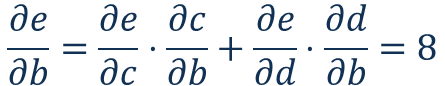 ∂e/∂b = ∂e/∂c · ∂c/∂b + ∂e/∂d · ∂d/∂b = 8